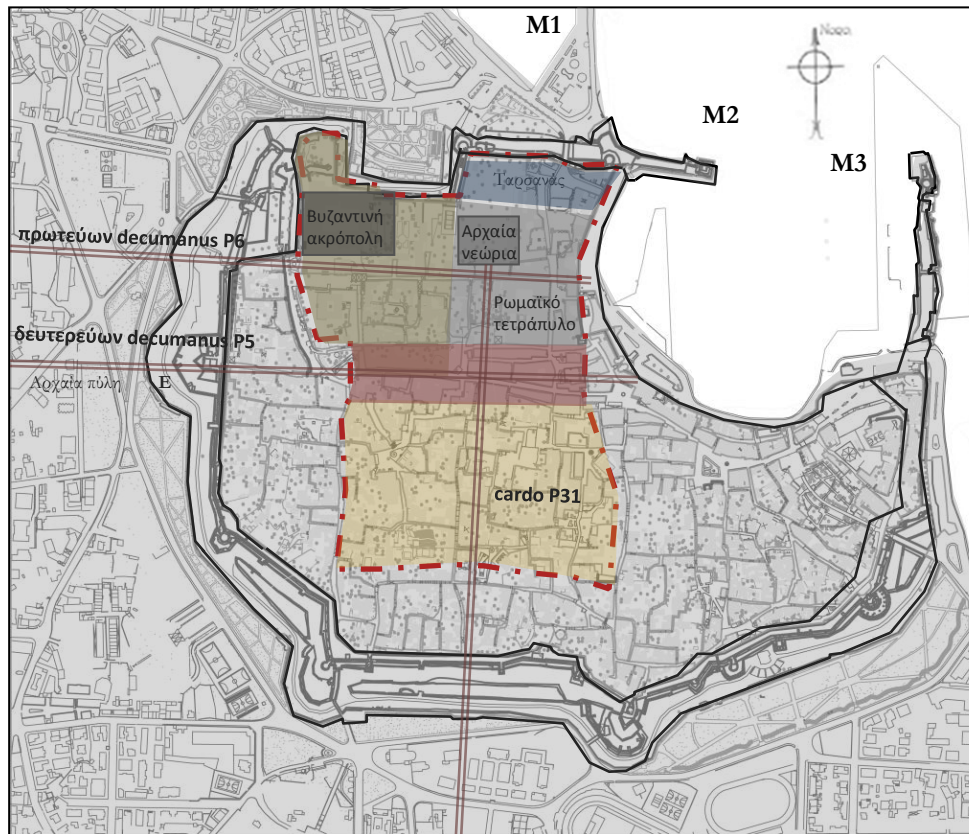 M1
M2
M3
Ταρσανάς
Βυζαντινή
ακρόπολη
Αρχαία
νεώρια
πρωτεύων decumanus P6
Ρωμαϊκό
τετράπυλο
δευτερεύων decumanus P5
Αρχαία πύλη
E
cardo P31